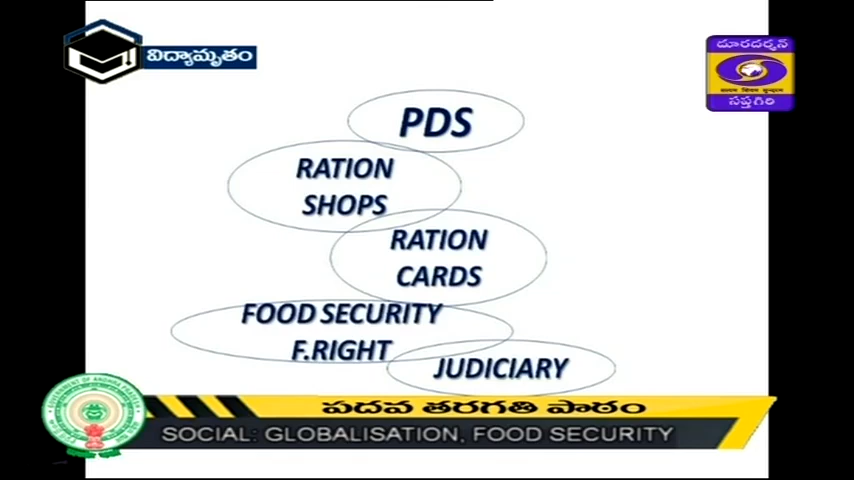 విద్యామృతం
దూరదర్శన్
సప్తగిరి
PDS
RATION
SHOPS
RATION
CARDS
FOOD SECURITY
F.RIGHT
JUDICIARY
పదవ తరగతి పాఠం
SOCIAL: GLOBALISATION, FOOD SECURITY